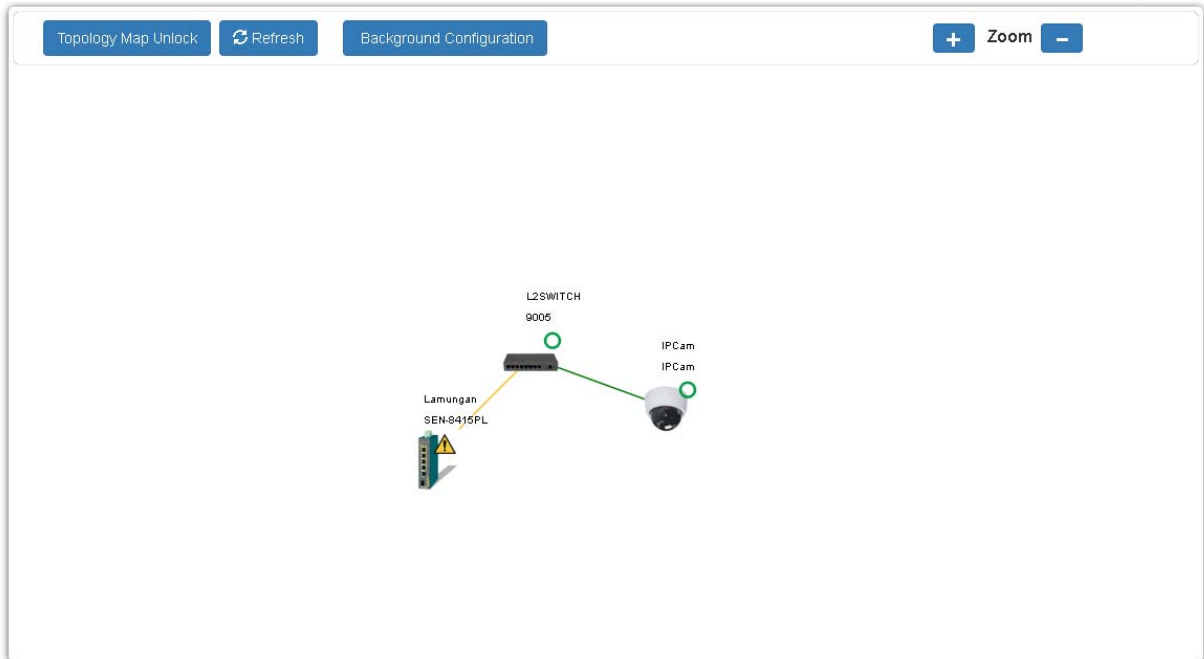 Topology Map Unlock
Refresh
Background Configuration
+ Zoom −
L2SWITCH
9005
IPCam
IPCam
Lamungan
SEN-8415PL